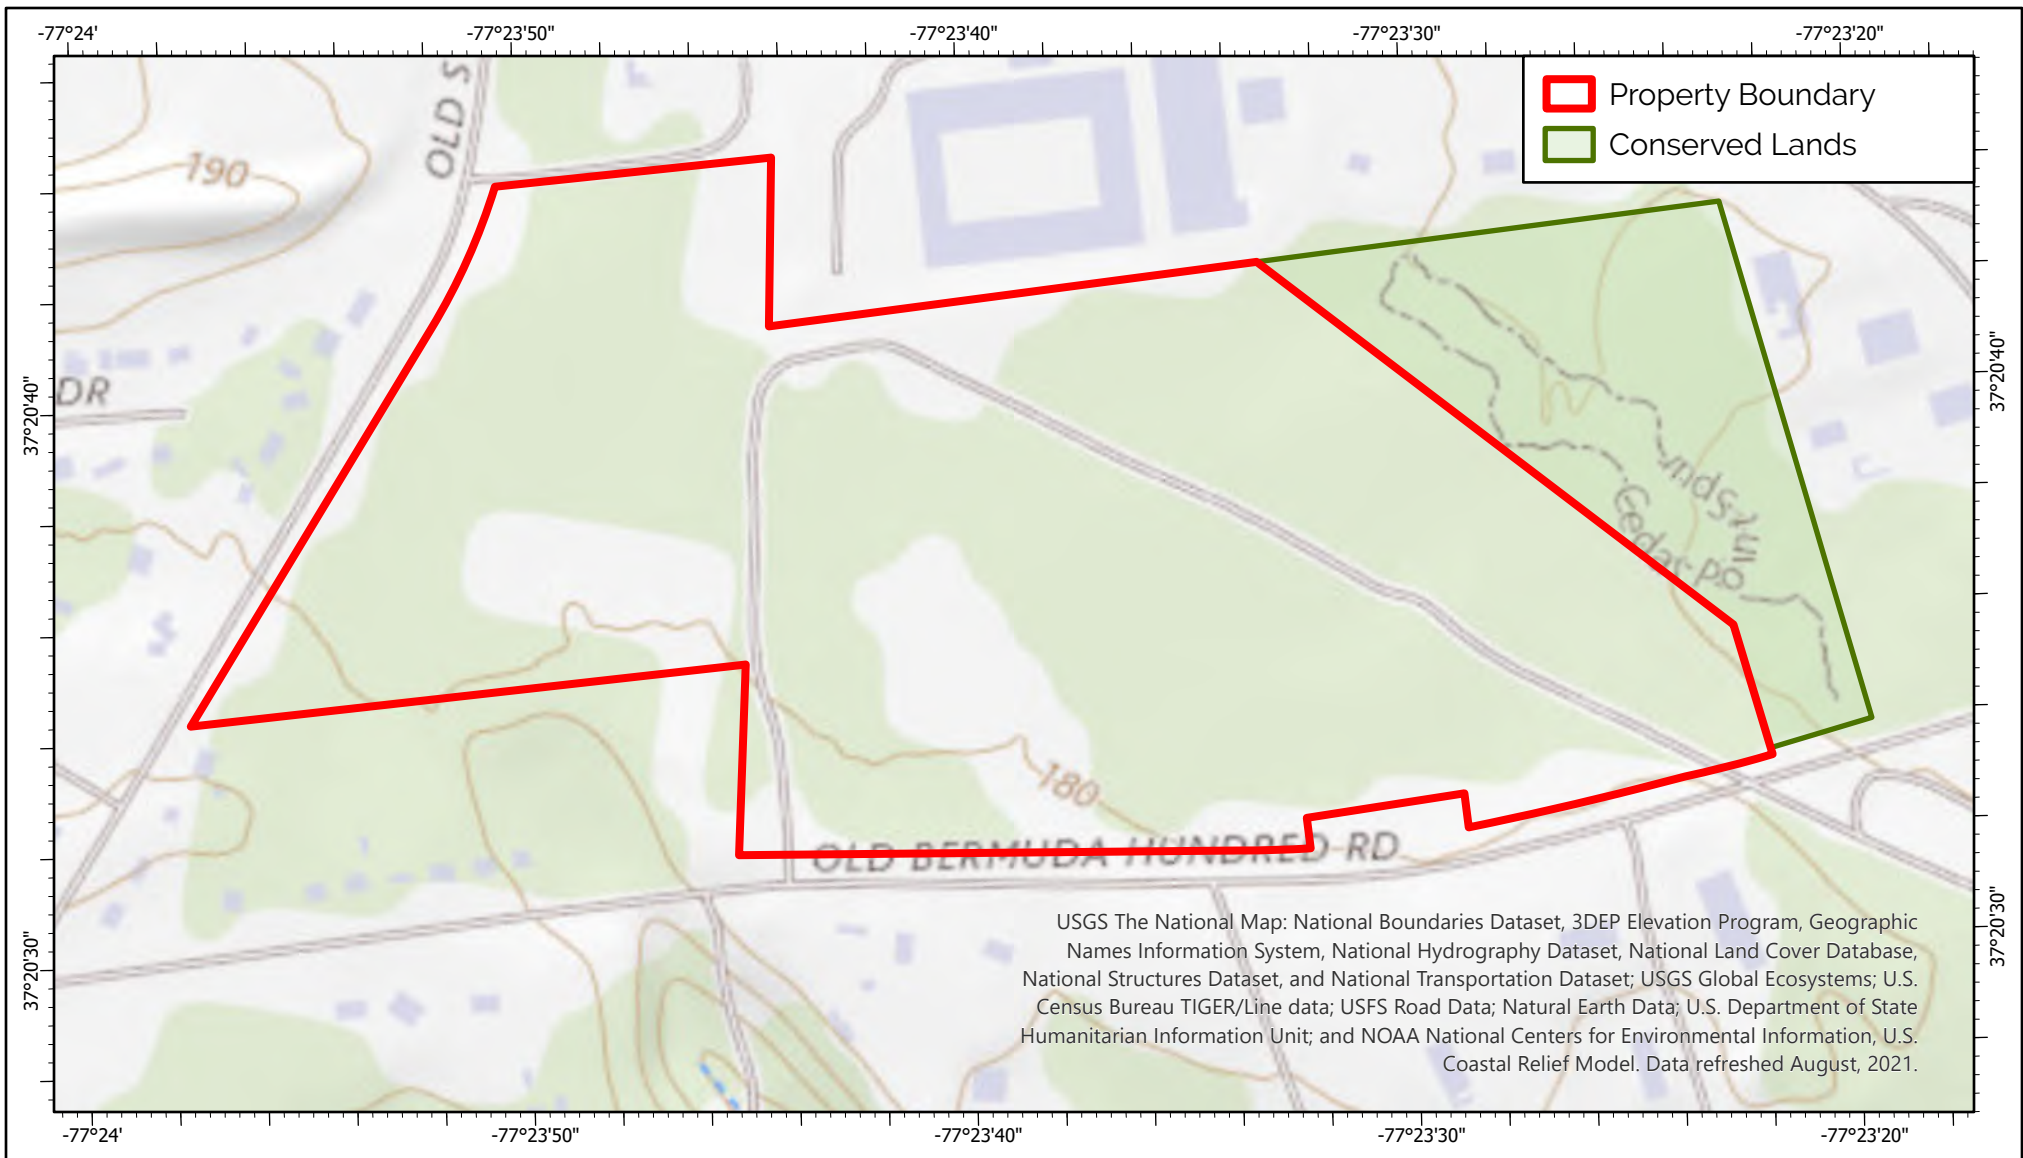 -77°24' -77°23'50" -77°23'40" -77°23'30" -77°23'20"
Property Boundary
Conserved Lands
OLD S
190
DR
37°20'40"
37°20'40"
180
OLD BERMUDA HUNDRED RD
37°20'30"
37°20'30"
USGS The National Map: National Boundaries Dataset, 3DEP Elevation Program, Geographic
Names Information System, National Hydrography Dataset, National Land Cover Database,
National Structures Dataset, and National Transportation Dataset; USGS Global Ecosystems; U.S.
Census Bureau TIGER/Line data; USFS Road Data; Natural Earth Data; U.S. Department of State
Humanitarian Information Unit; and NOAA National Centers for Environmental Information, U.S.
Coastal Relief Model. Data refreshed August, 2021.
-77°24' -77°23'50" -77°23'40" -77°23'30" -77°23'20"